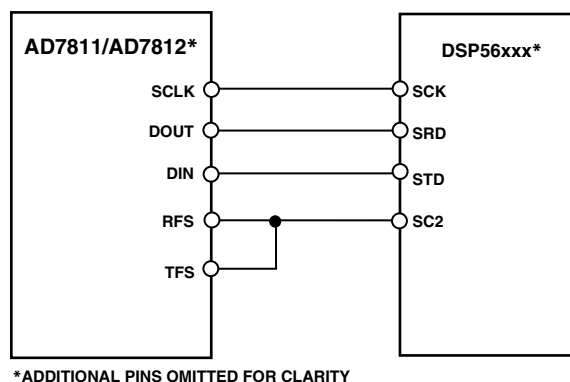 AD7811/AD7812*
DSP56xxx*
SCLK
SCK
DOUT
SRD
DIN
STD
RFS
SC2
TFS
*ADDITIONAL PINS OMITTED FOR CLARITY